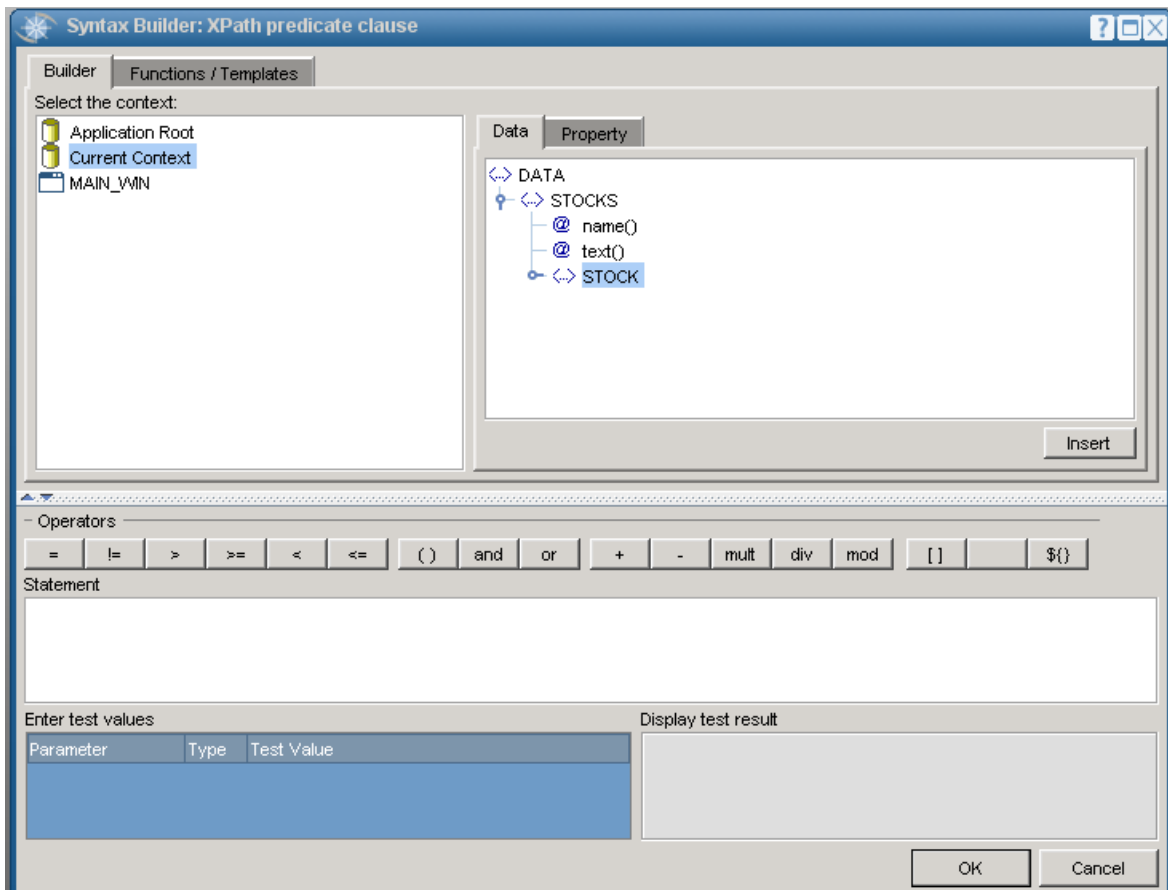 Syntax Builder: XPath predicate clause
Builder Functions / Templates
Select the context:
Application Root
Current Context
MAIN_WIN
Data Property
<..> DATA
<..> STOCKS
@ name()
@ text()
<..> STOCK
Insert
Operators
= != > >= < <= ( ) and or + - mult div mod [ ] ${}
Statement
Enter test values
Parameter Type Test Value
Display test result
OK Cancel